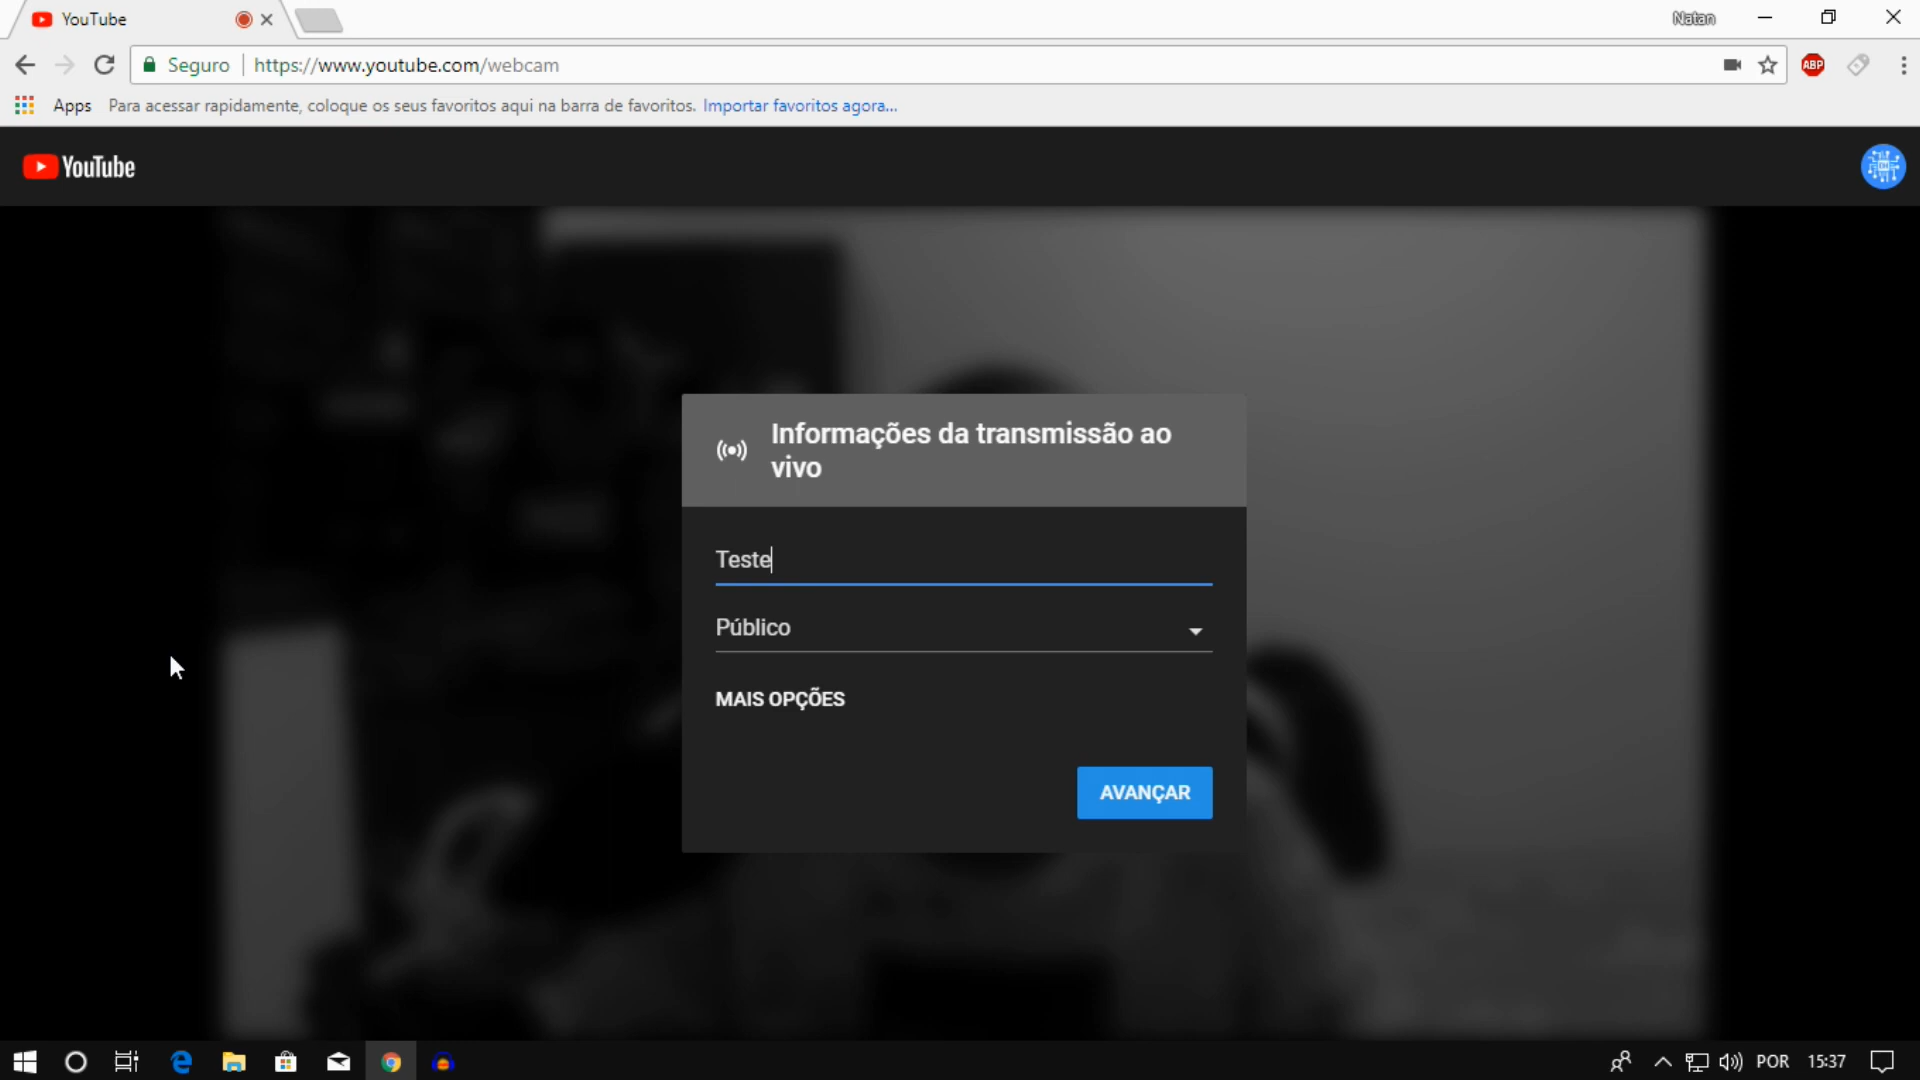 YouTube
Natan
Seguro https://www.youtube.com/webcam
ABP
Apps Para acessar rapidamente, coloque os seus favoritos aqui na barra de favoritos. Importar favoritos agora...
YouTube
Informações da transmissão ao
vivo
Teste
Público
MAIS OPÇÕES
AVANÇAR
POR 15:37